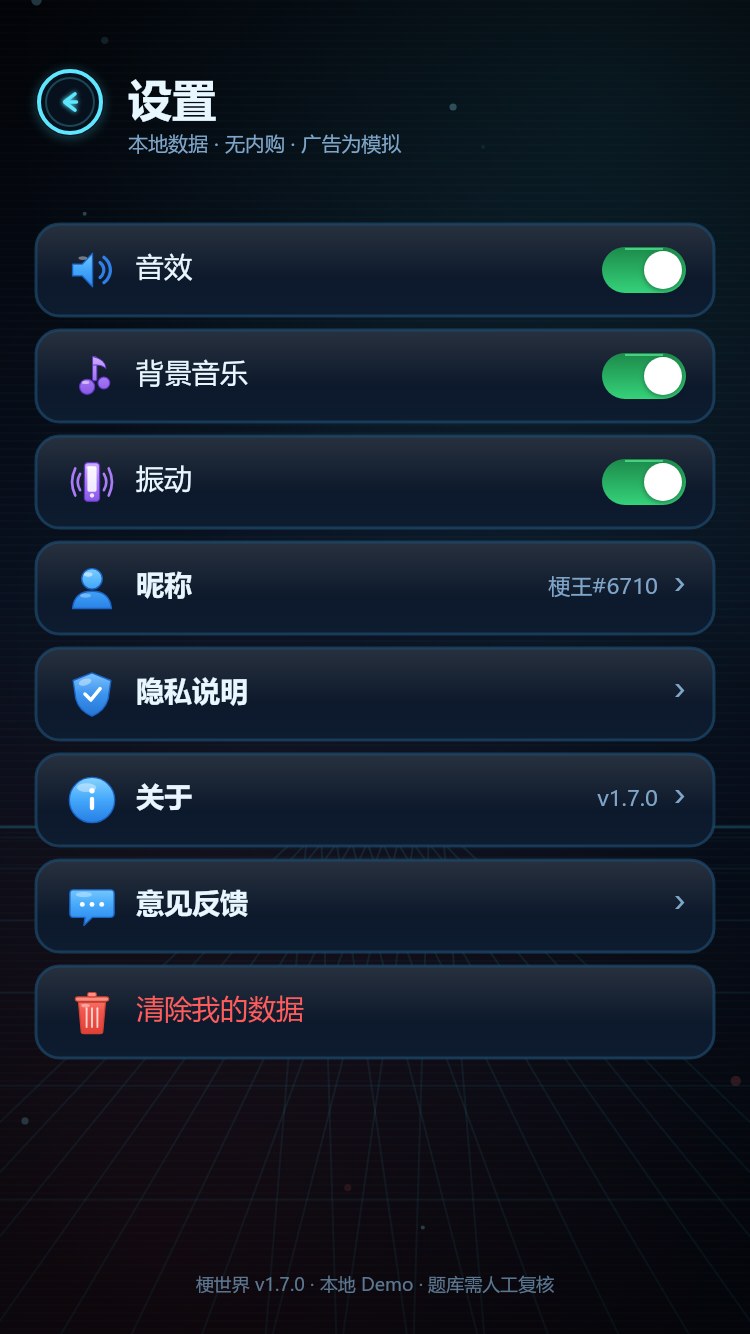 设置
本地数据 · 无内购 · 广告为模拟
音效
背景音乐
振动
昵称 梗王#6710 ›
隐私说明 ›
关于 v1.7.0 ›
意见反馈 ›
清除我的数据
梗世界 v1.7.0 · 本地 Demo · 题库需人工复核